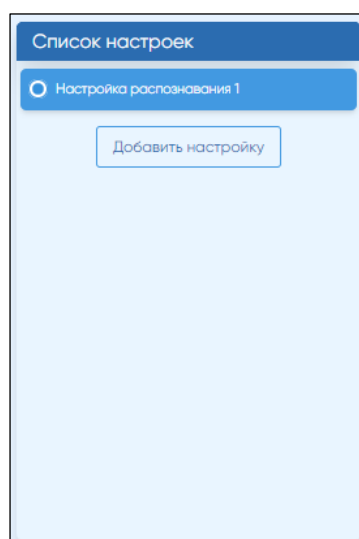 Список настроек
Настройка распознавания 1
Добавить настройку